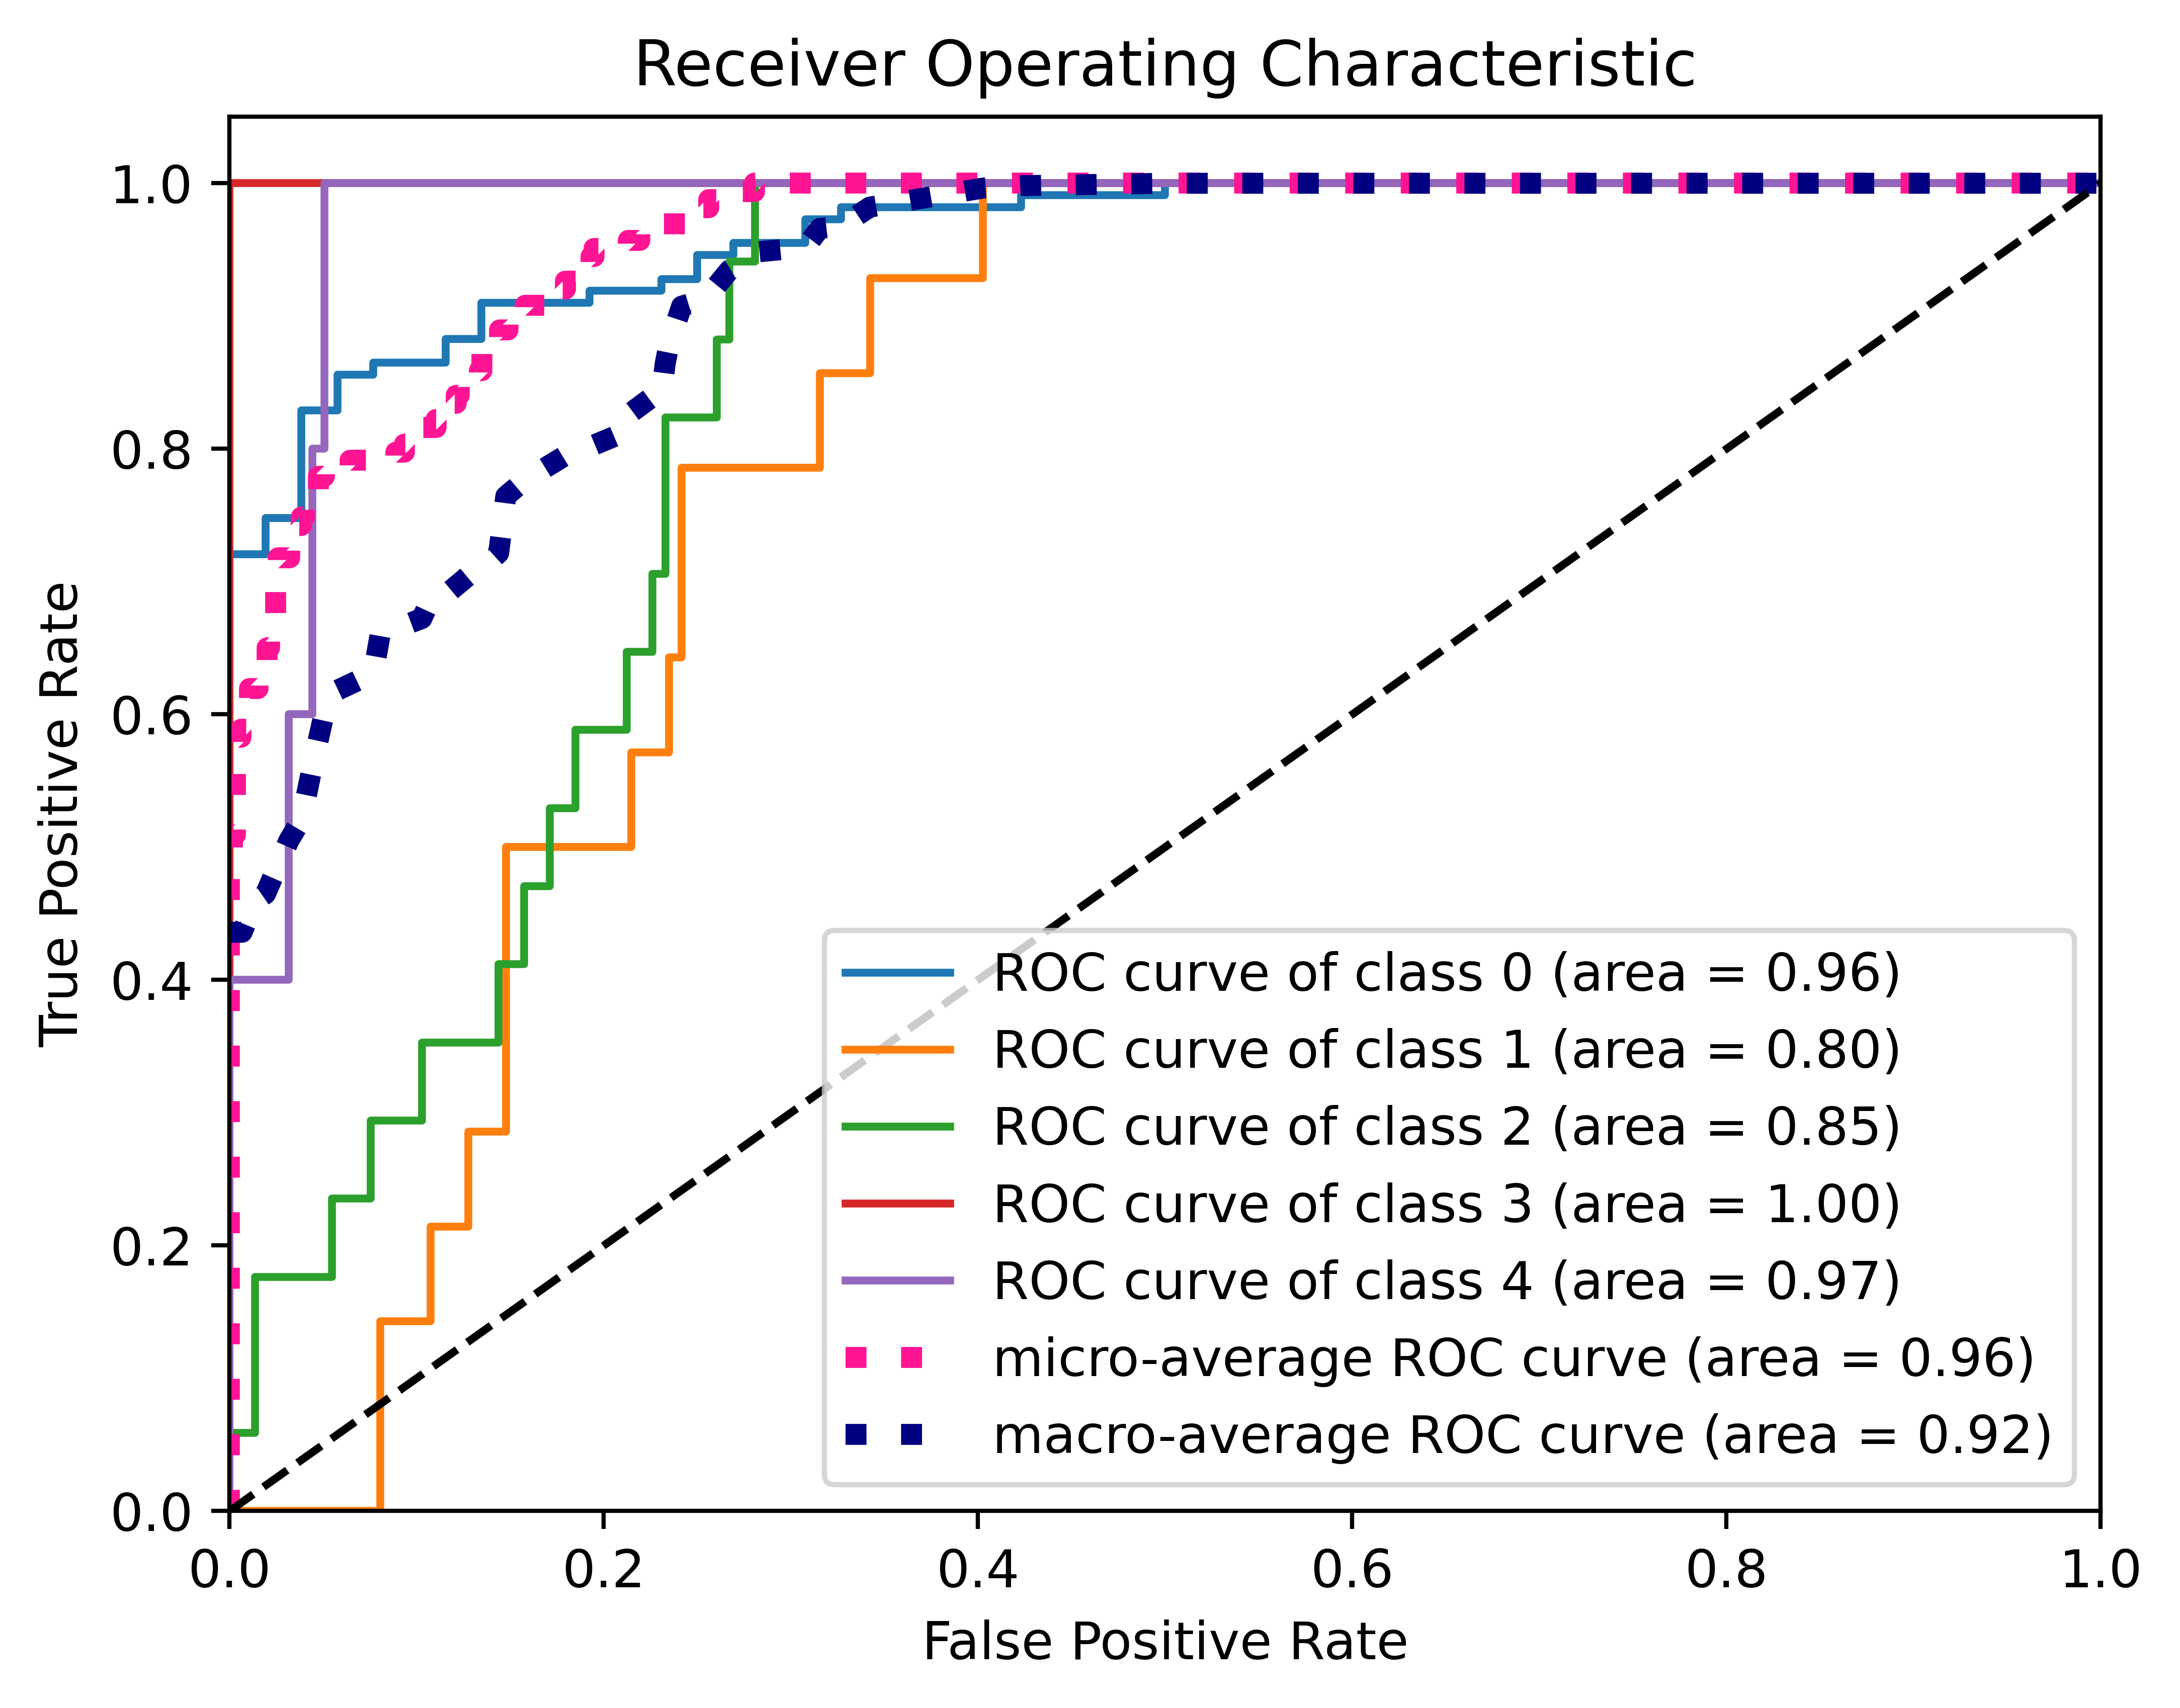 Receiver Operating Characteristic
1.0
0.8
0.6
0.4
0.2
0.0
True Positive Rate
ROC curve of class 0 (area = 0.96)
ROC curve of class 1 (area = 0.80)
ROC curve of class 2 (area = 0.85)
ROC curve of class 3 (area = 1.00)
ROC curve of class 4 (area = 0.97)
micro-average ROC curve (area = 0.96)
macro-average ROC curve (area = 0.92)
0.0 0.2 0.4 0.6 0.8 1.0
False Positive Rate